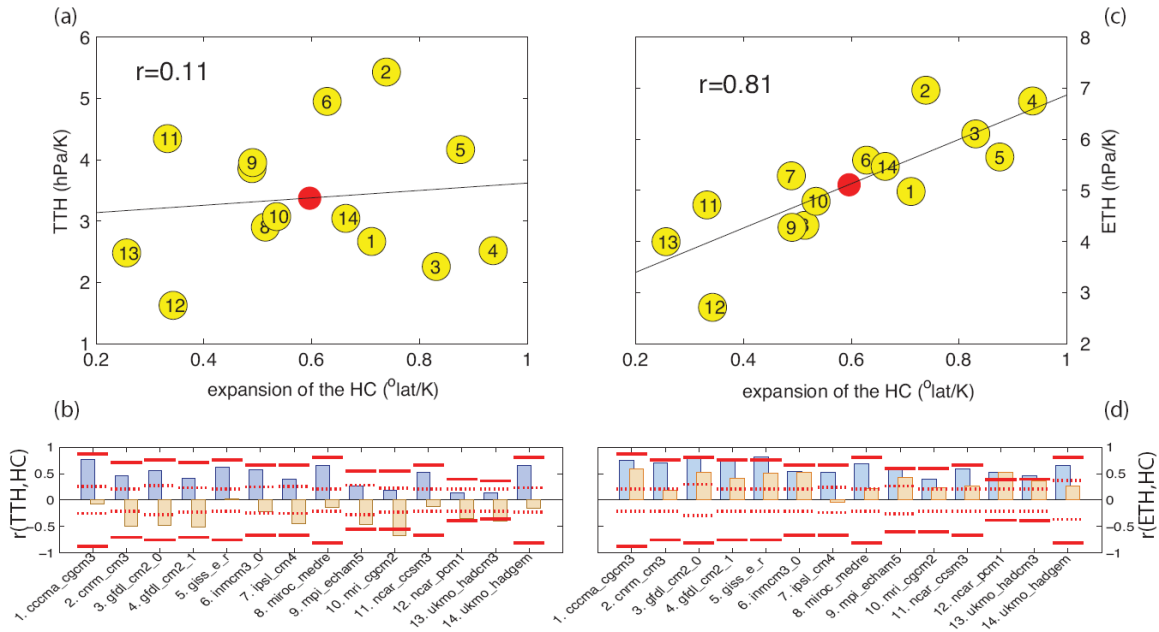 (a)
TTH (hPa/K)
6
5
4
3
2
1
r=0.11
2
6
11
9
5
8
10
14
1
3
4
13
12
0.2 0.4 0.6 0.8 1
expansion of the HC (°lat/K)
(c)
ETH (hPa/K)
8
7
6
5
4
3
2
r=0.81
2
4
3
6
14
5
7
1
11
10
9
13
12
0.2 0.4 0.6 0.8 1
expansion of the HC (°lat/K)
(b)
r(TTH,HC)
1
0.5
0
−0.5
−1
1. cccma_cgcm3
2. cnrm_cm3
3. gfdl_cm2_0
4. gfdl_cm2_1
5. giss_e_r
6. inmcm3_0
7. ipsl_cm4
8. miroc_medre
9. mpi_echam5
10. mri_cgcm2
11. ncar_ccsm3
12. ncar_pcm1
13. ukmo_hadcm3
14. ukmo_hadgem
(d)
r(ETH,HC)
1
0.5
0
−0.5
−1
1. cccma_cgcm3
2. cnrm_cm3
3. gfdl_cm2_0
4. gfdl_cm2_1
5. giss_e_r
6. inmcm3_0
7. ipsl_cm4
8. miroc_medre
9. mpi_echam5
10. mri_cgcm2
11. ncar_ccsm3
12. ncar_pcm1
13. ukmo_hadcm3
14. ukmo_hadgem